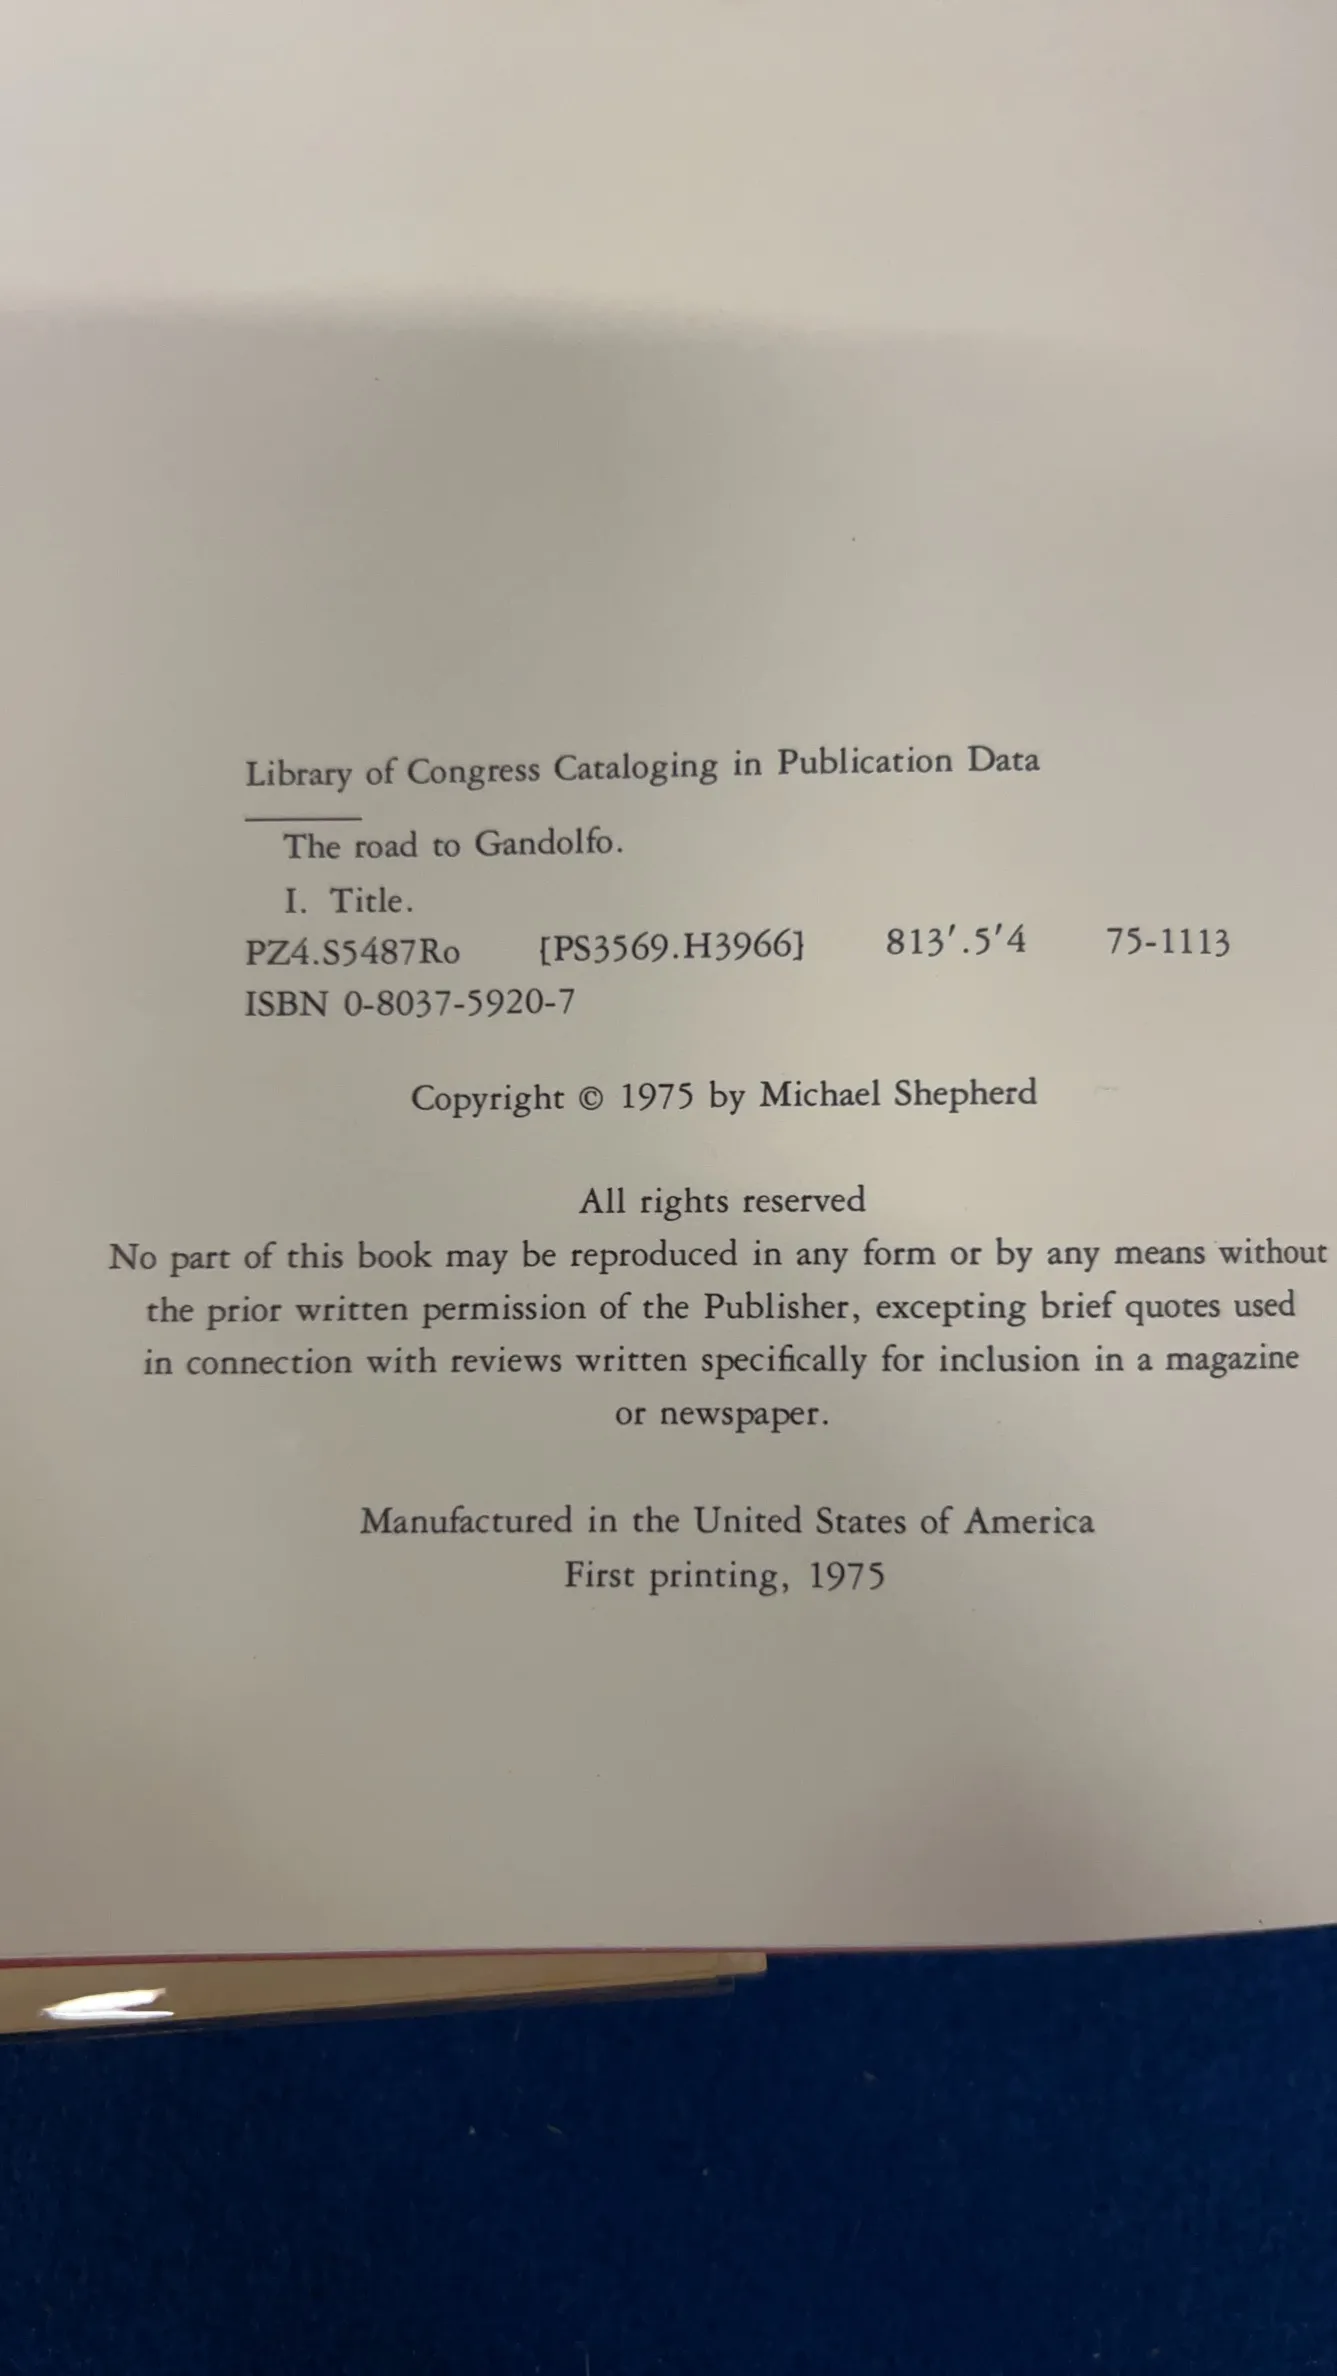 Library of Congress Cataloging in Publication Data
The road to Gandolfo.
I. Title.
PZ4.S5487Ro [PS3569.H3966] 813′.5′4 75-1113
ISBN 0-8037-5920-7
Copyright © 1975 by Michael Shepherd
All rights reserved
No part of this book may be reproduced in any form or by any means without
the prior written permission of the Publisher, excepting brief quotes used
in connection with reviews written specifically for inclusion in a magazine
or newspaper.
Manufactured in the United States of America
First printing, 1975